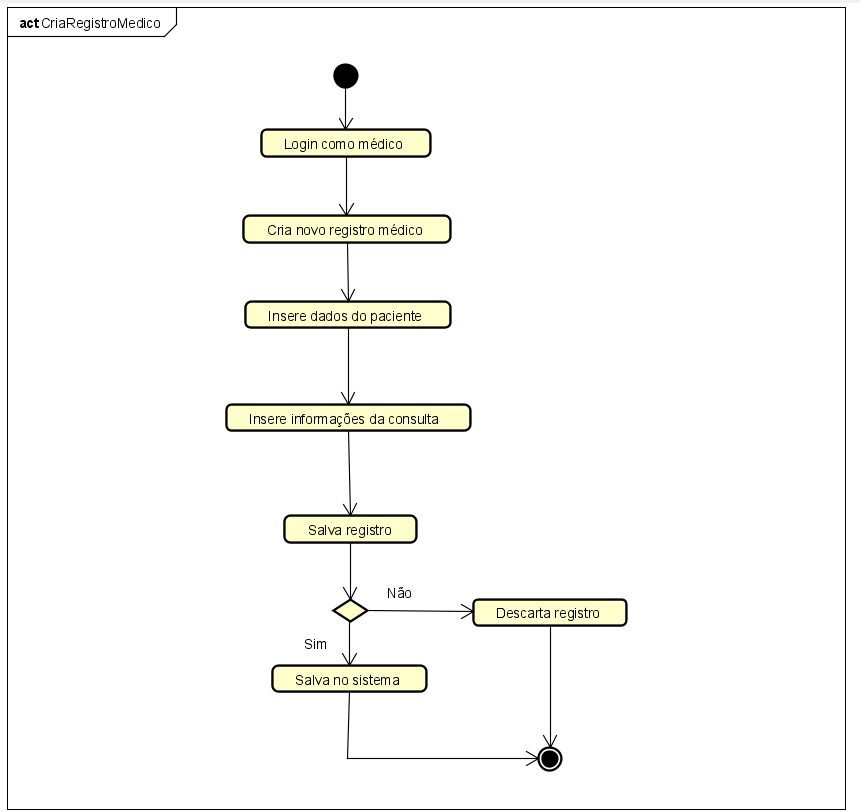 act CriaRegistroMedico
Login como médico
Cria novo registro médico
Insere dados do paciente
Insere informações da consulta
Salva registro
Não
Descarta registro
Sim
Salva no sistema